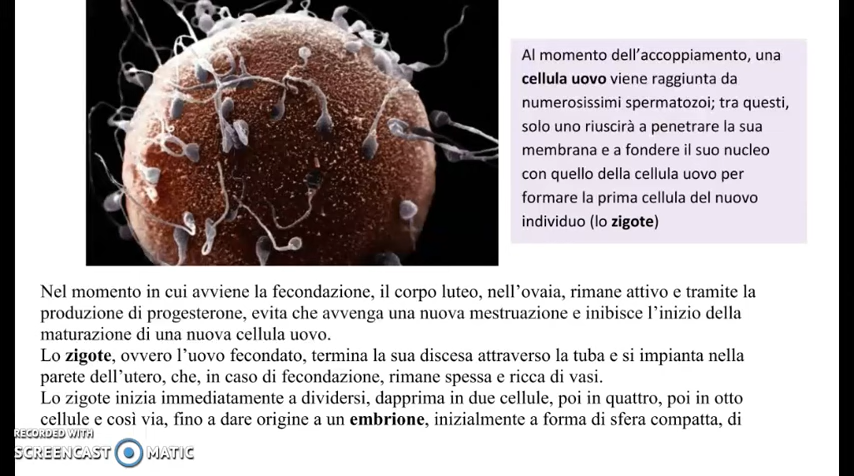 Al momento dell'accoppiamento, una
cellula uovo viene raggiunta da
numerosissimi spermatozoi; tra questi,
solo uno riuscirà a penetrare la sua
membrana e a fondere il suo nucleo
con quello della cellula uovo per
formare la prima cellula del nuovo
individuo (lo zigote)
Nel momento in cui avviene la fecondazione, il corpo luteo, nell'ovaia, rimane attivo e tramite la
produzione di progesterone, evita che avvenga una nuova mestruazione e inibisce l'inizio della
maturazione di una nuova cellula uovo.
Lo zigote, ovvero l'uovo fecondato, termina la sua discesa attraverso la tuba e si impianta nella
parete dell'utero, che, in caso di fecondazione, rimane spessa e ricca di vasi.
Lo zigote inizia immediatamente a dividersi, dapprima in due cellule, poi in quattro, poi in otto
cellule e così via, fino a dare origine a un embrione, inizialmente a forma di sfera compatta, di
RECORDED WITH
SCREENCAST MATIC